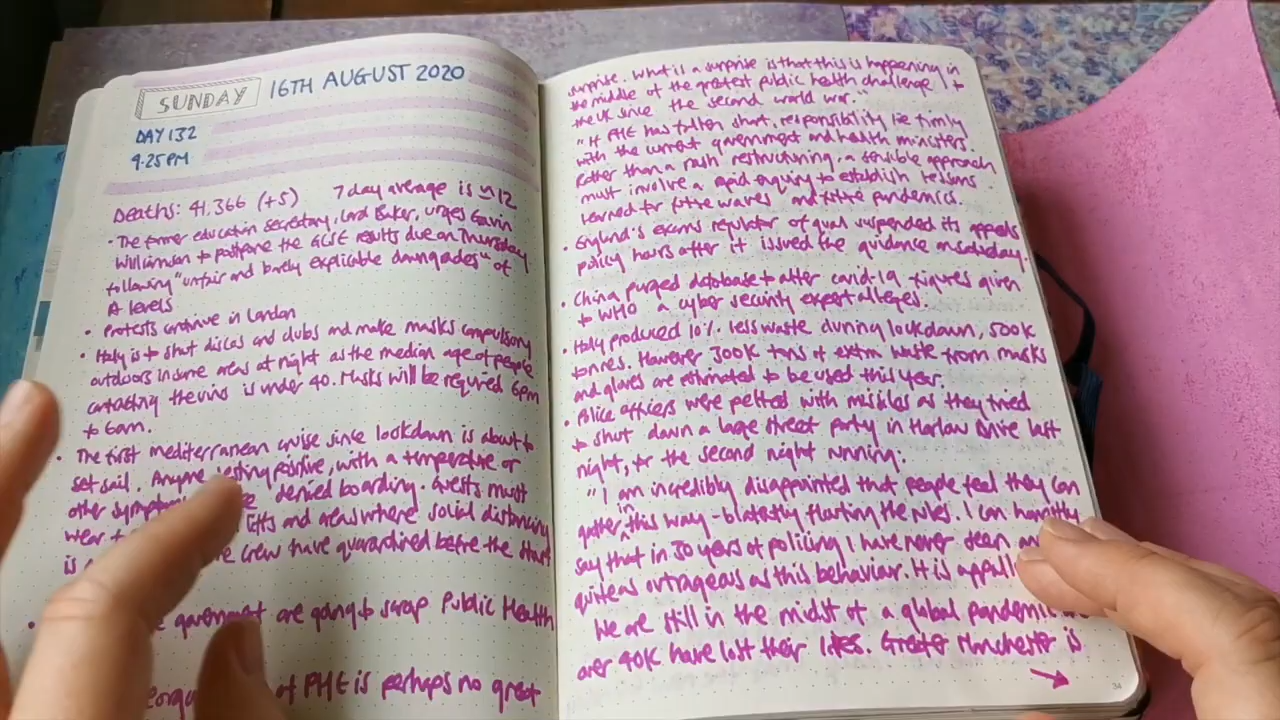 SUNDAY 16TH AUGUST 2020
DAY 132
9.25PM
Deaths: 41,366 (+5) 7 day average is ≃ 12
• The former education secretary, Lord Baker, urges Gavin
Williamson to postpone the GCSE results due on Thursday
following "unfair and barely explicable downgrades" of
A levels
• Protests continue in London
• Italy is to shut discos and clubs and make masks compulsory
outdoors in some areas at night as the median age of people
contracting the virus is under 40. Masks will be required 6pm
to 6am.
• The first mediterranean cruise since lockdown is about to
set sail. Anyone testing positive, with a temperature or
other denied boarding. Guests must
wear lifts and areas where social distancing
is crew have quarantined before the start
• government are going to scrap Public Health
of PHE is perhaps no great
surprise. What is a surprise is that this is happening in
the middle of the greatest public health challenge to
the UK since the second world war."
"If PHE has fallen short, responsibility lie firmly
with the current government and health ministers.
Rather than a rash restructuring, a sensible approach
must involve a rapid enquiry to establish lessons
learned for future waves and future pandemics.
• England's exams regulator ofqual suspended its appeals
policy hours after it issued the guidance on saturday.
• China purged database to alter covid-19 figures given
to WHO a cyber security expert alleges.
• Italy produced 10% less waste during lockdown, 500K
tonnes. However 300K tons of extra waste from masks
and gloves are estimated to be used this year.
• Police officers were pelted with missiles as they tried
to shut down a large street party in Harlow Drive last
night, for the second night running.
"I am incredibly disappointed that people feel they can
gather in this way - blatently flaunting the rules. I can honestly
say that in 30 years of policing I have never seen
quite as outrageous as this behavior. It is
We are still in the midst of a global pandemic
over 40K have lost their lives. Greater Manchester is
→